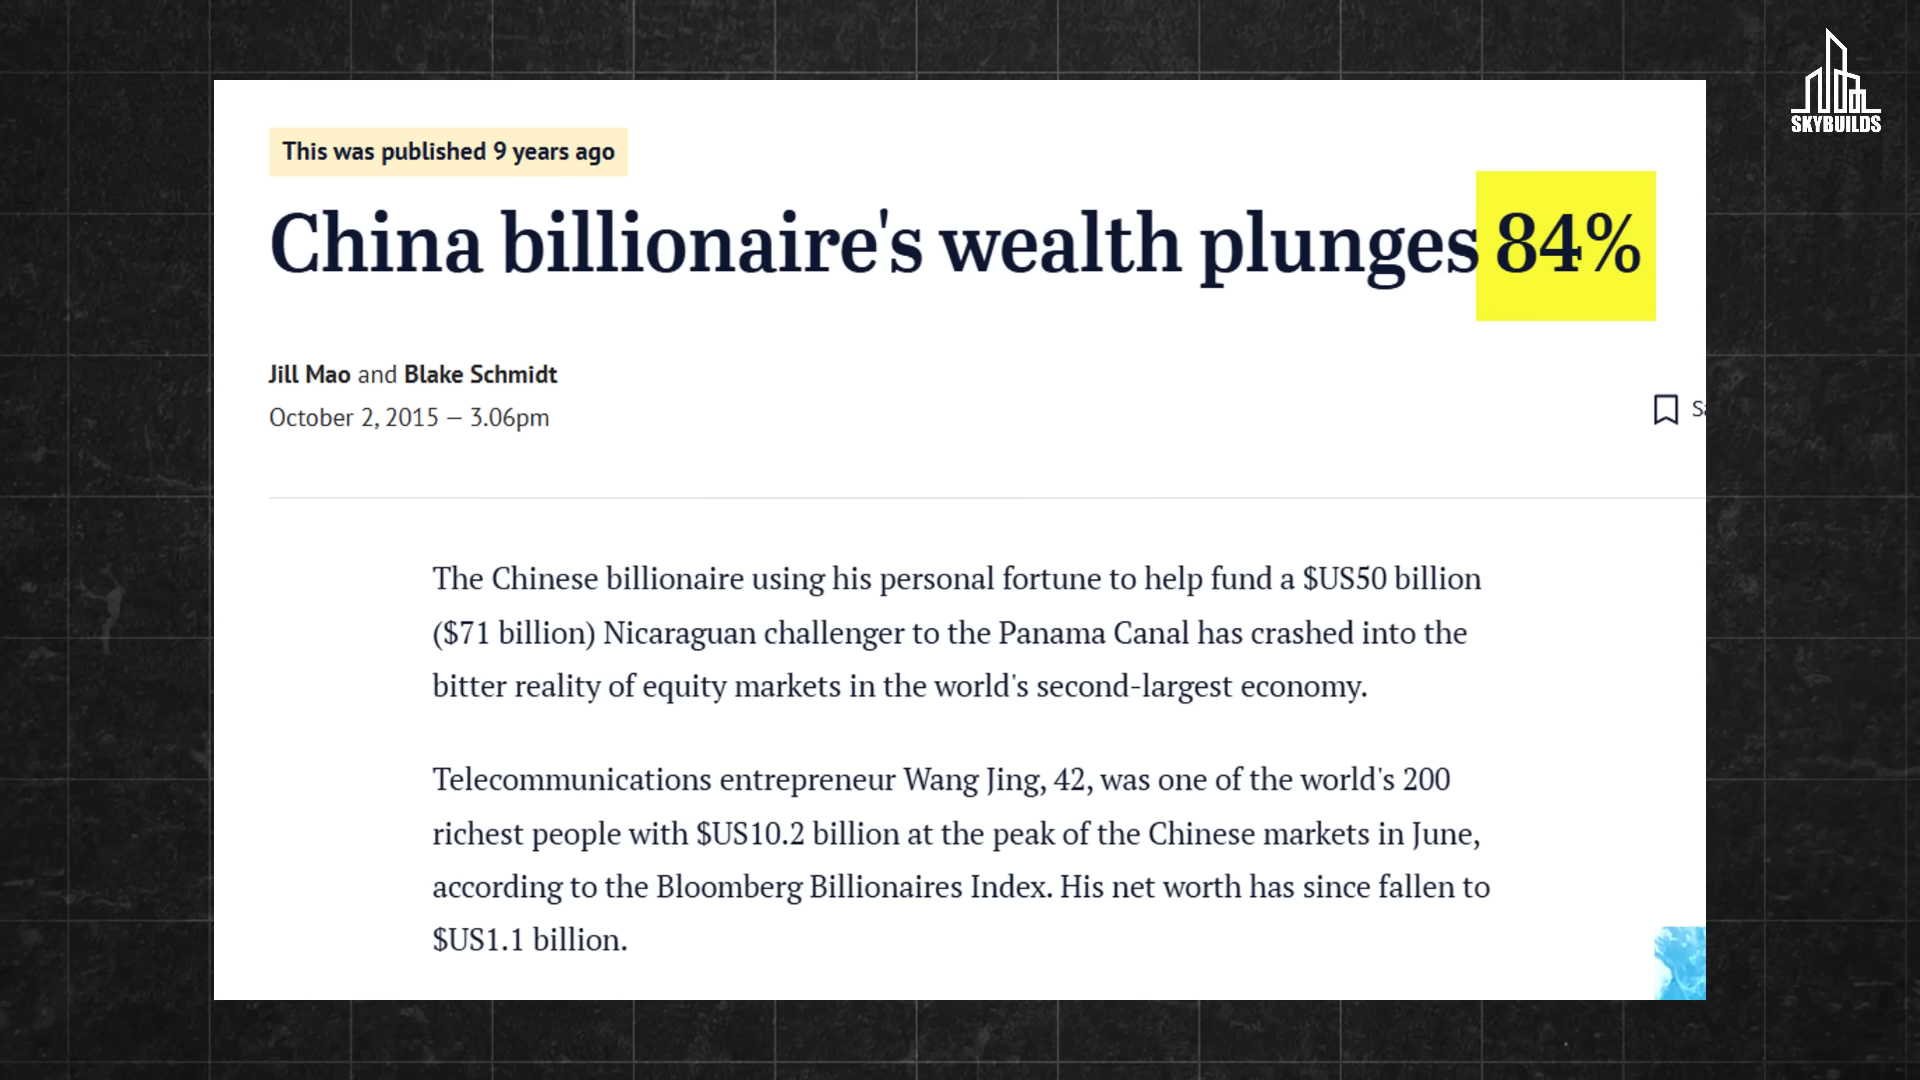 SKYBUILDS
This was published 9 years ago
China billionaire's wealth plunges 84%
Jill Mao and Blake Schmidt
October 2, 2015 — 3.06pm
The Chinese billionaire using his personal fortune to help fund a $US50 billion
($71 billion) Nicaraguan challenger to the Panama Canal has crashed into the
bitter reality of equity markets in the world's second-largest economy.
Telecommunications entrepreneur Wang Jing, 42, was one of the world's 200
richest people with $US10.2 billion at the peak of the Chinese markets in June,
according to the Bloomberg Billionaires Index. His net worth has since fallen to
$US1.1 billion.